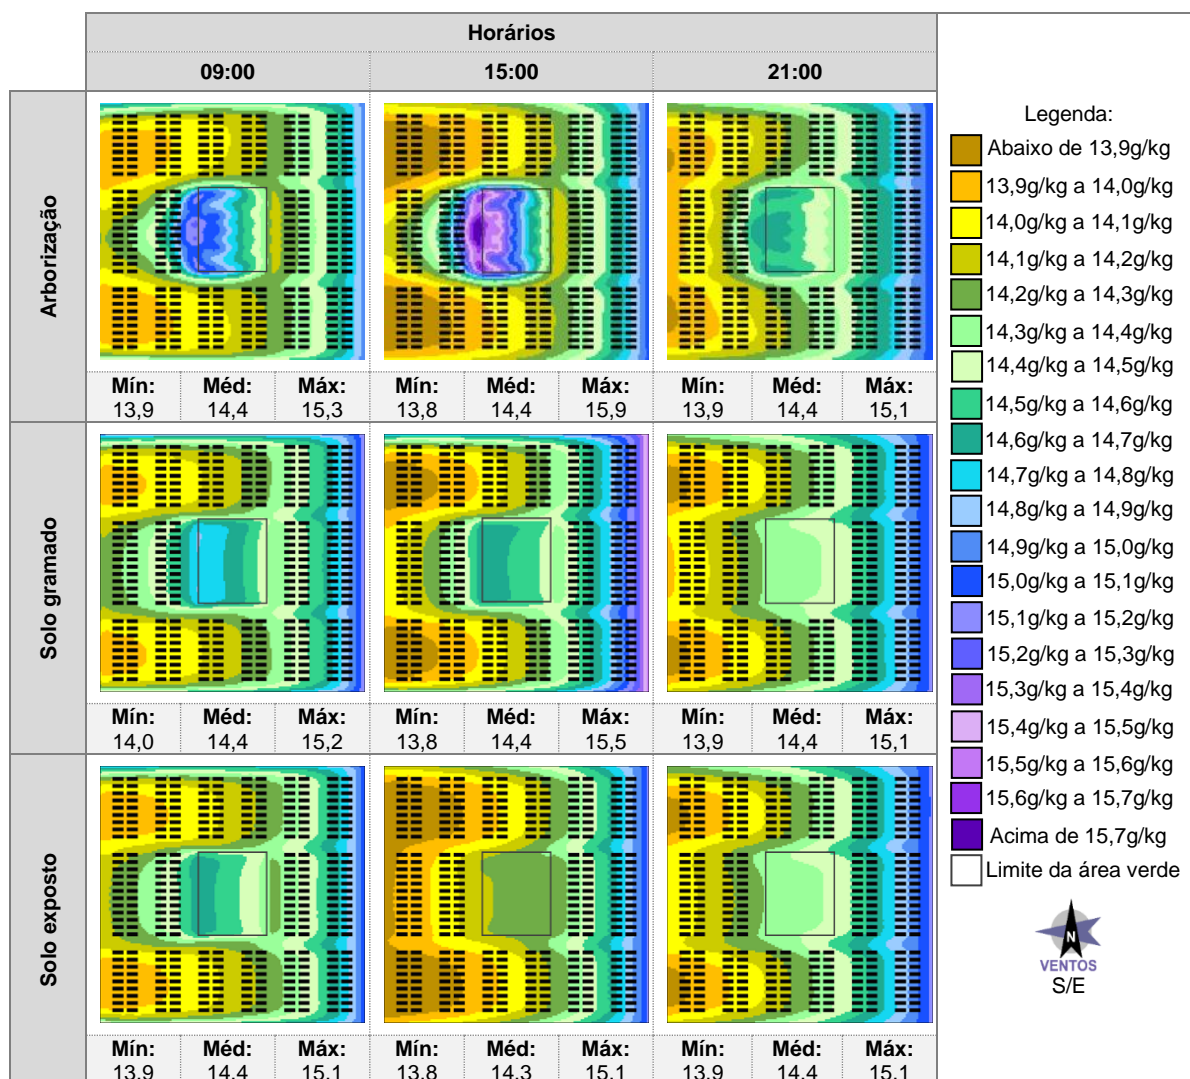 Horários
09:00 15:00 21:00
Arborização
Mín: Méd: Máx: Mín: Méd: Máx: Mín: Méd: Máx:
13,9 14,4 15,3 13,8 14,4 15,9 13,9 14,4 15,1
Solo gramado
Mín: Méd: Máx: Mín: Méd: Máx: Mín: Méd: Máx:
14,0 14,4 15,2 13,8 14,4 15,5 13,9 14,4 15,1
Solo exposto
Mín: Méd: Máx: Mín: Méd: Máx: Mín: Méd: Máx:
13,9 14,4 15,1 13,8 14,3 15,1 13,9 14,4 15,1
Legenda:
Abaixo de 13,9g/kg
13,9g/kg a 14,0g/kg
14,0g/kg a 14,1g/kg
14,1g/kg a 14,2g/kg
14,2g/kg a 14,3g/kg
14,3g/kg a 14,4g/kg
14,4g/kg a 14,5g/kg
14,5g/kg a 14,6g/kg
14,6g/kg a 14,7g/kg
14,7g/kg a 14,8g/kg
14,8g/kg a 14,9g/kg
14,9g/kg a 15,0g/kg
15,0g/kg a 15,1g/kg
15,1g/kg a 15,2g/kg
15,2g/kg a 15,3g/kg
15,3g/kg a 15,4g/kg
15,4g/kg a 15,5g/kg
15,5g/kg a 15,6g/kg
15,6g/kg a 15,7g/kg
Acima de 15,7g/kg
Limite da área verde
N
VENTOS
S/E